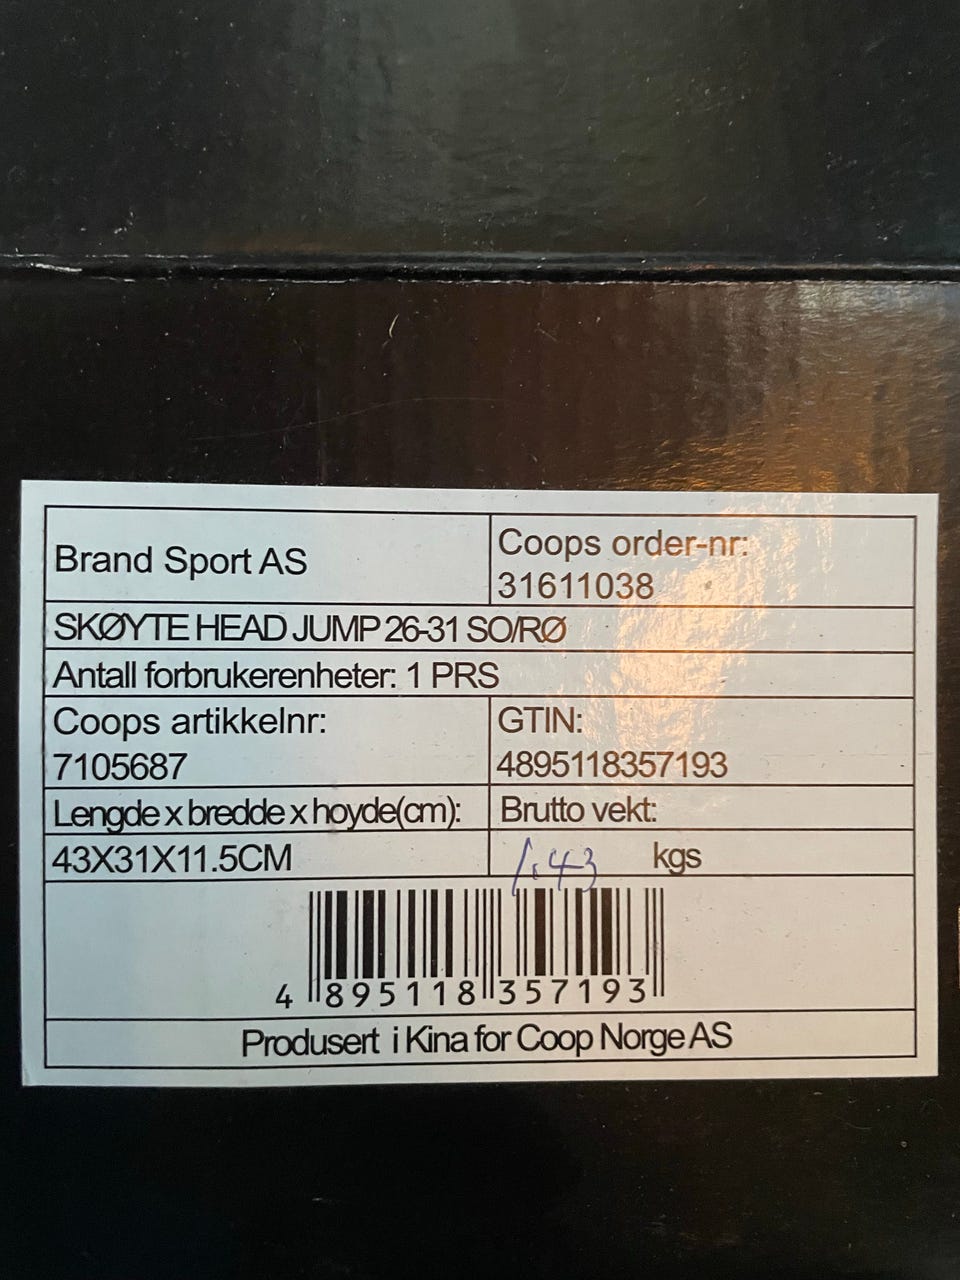 Brand Sport AS
Coops order-nr:
31611038
SKØYTE HEAD JUMP 26-31 SO/RØ
Antall forbrukerenheter: 1 PRS
Coops artikkelnr:
7105687
GTIN:
4895118357193
Lengde x bredde x hoyde(cm):
43X31X11.5CM
Brutto vekt:
1.43 kgs
4 895118 357193
Produsert i Kina for Coop Norge AS